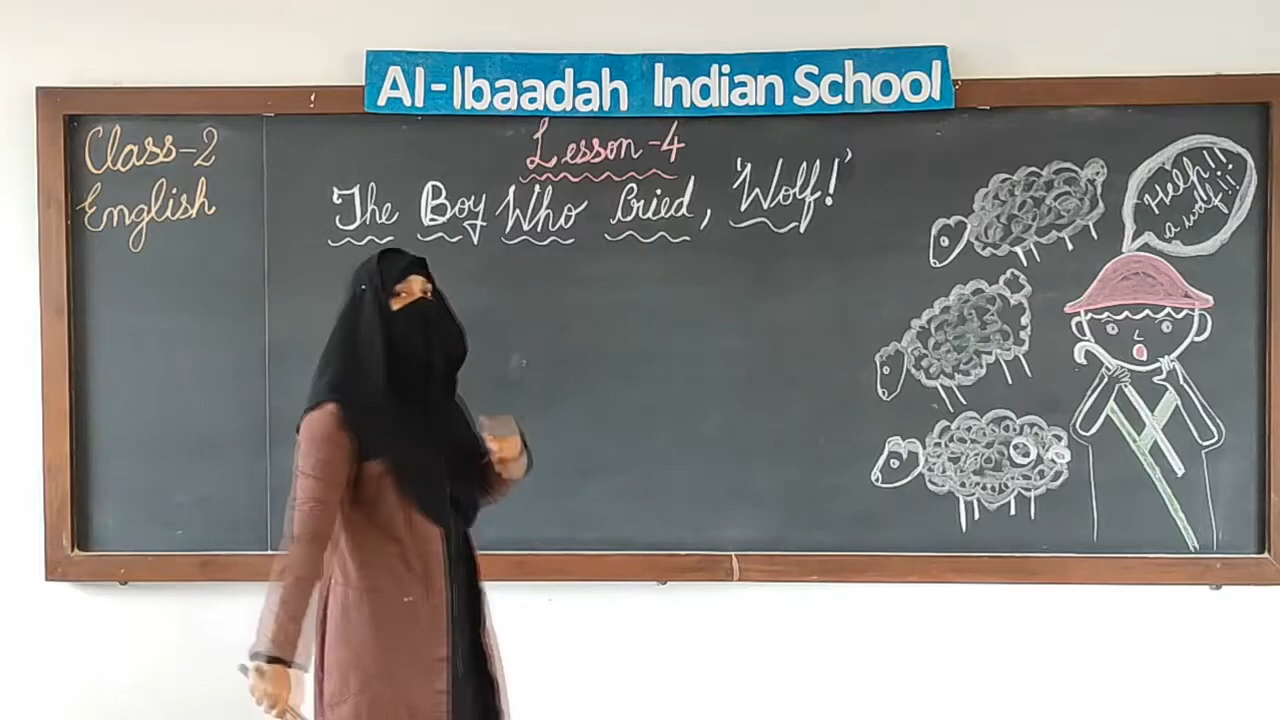 Al-Ibaadah Indian School
Class-2
English
Lesson-4
The Boy Who Cried, 'Wolf!'
Help!!
a wolf!!!